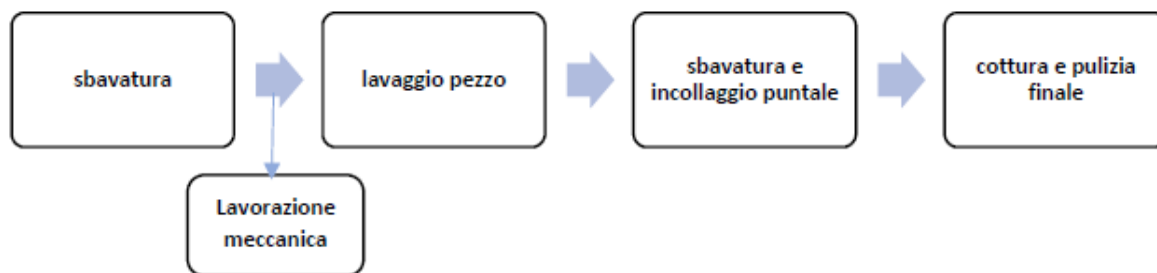 sbavatura
lavaggio pezzo
sbavatura e
incollaggio puntale
cottura e pulizia
finale
Lavorazione
meccanica